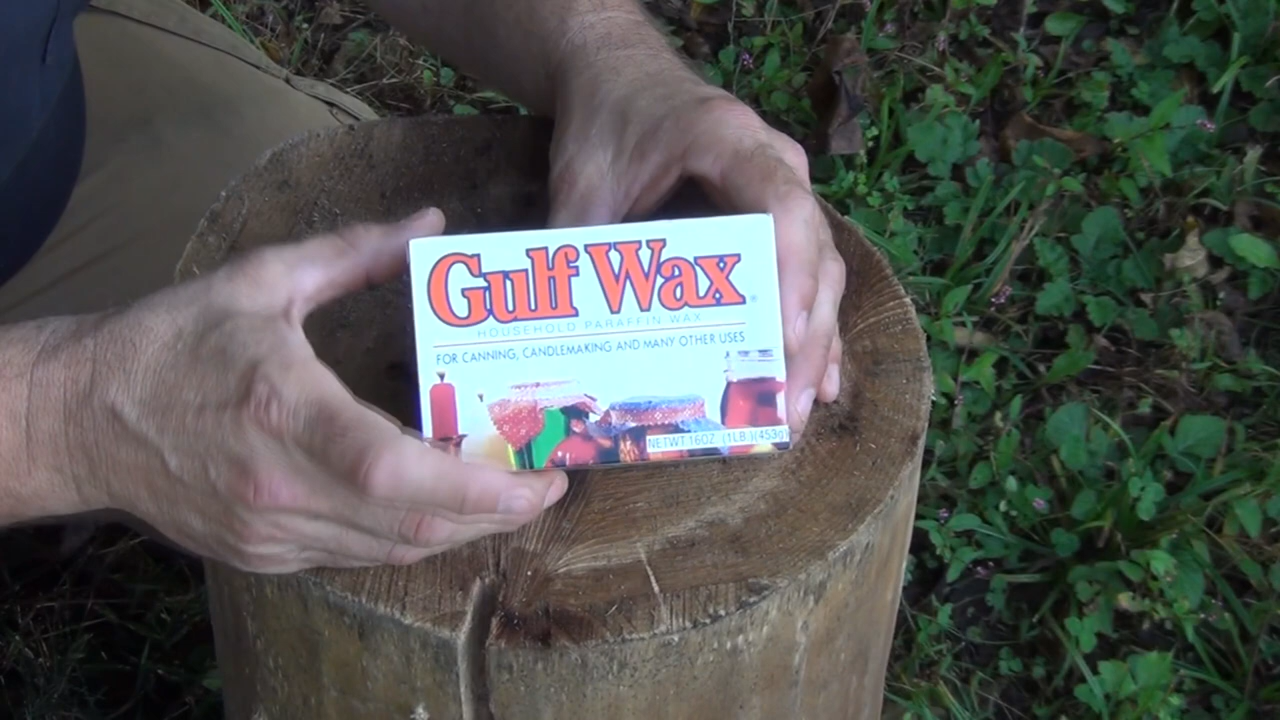 Gulf Wax®
HOUSEHOLD PARAFFIN WAX
FOR CANNING, CANDLEMAKING AND MANY OTHER USES
NET WT 16OZ. (1LB.)(453g)